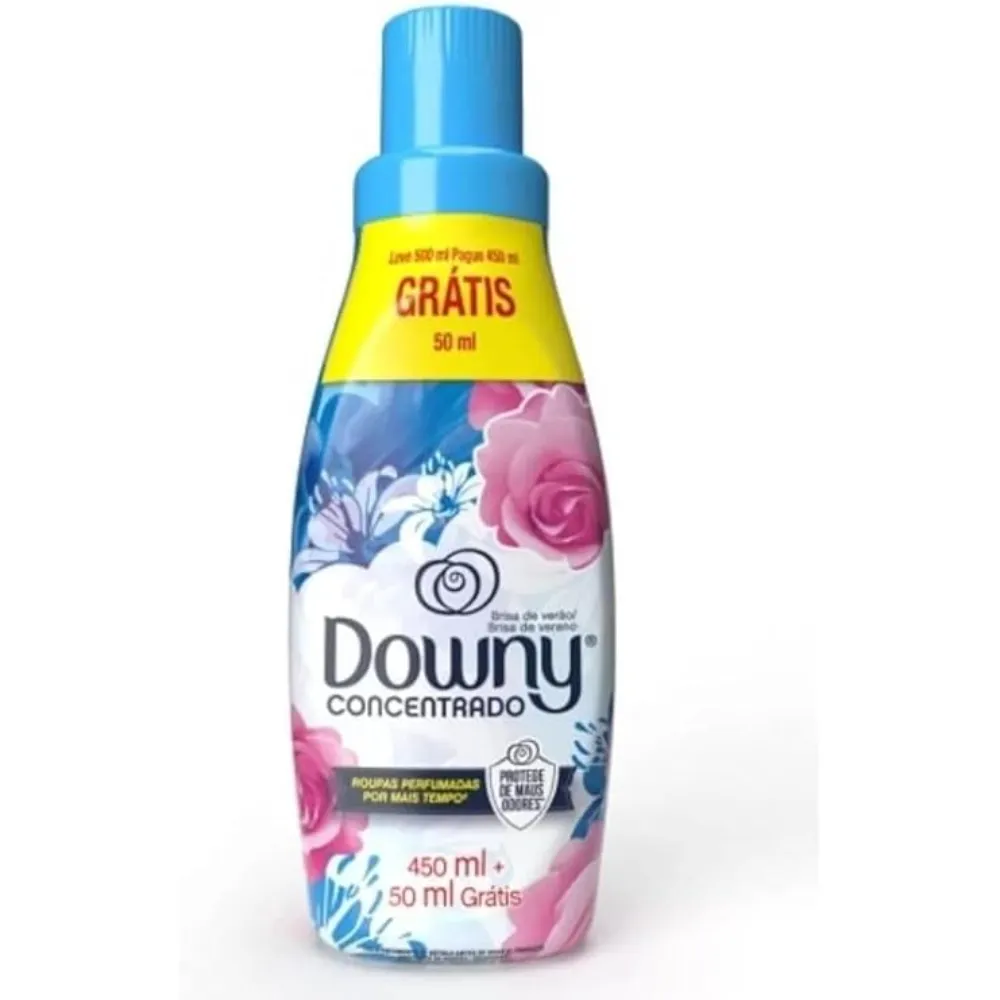 Leve 500 ml Pague 450 ml
GRÁTIS
50 ml
Brisa de verão/
Brisa de verano
Downy®
CONCENTRADO
ROUPAS PERFUMADAS
POR MAIS TEMPO*
PROTEGE
DE MAUS
ODORES*
450 ml +
50 ml Grátis